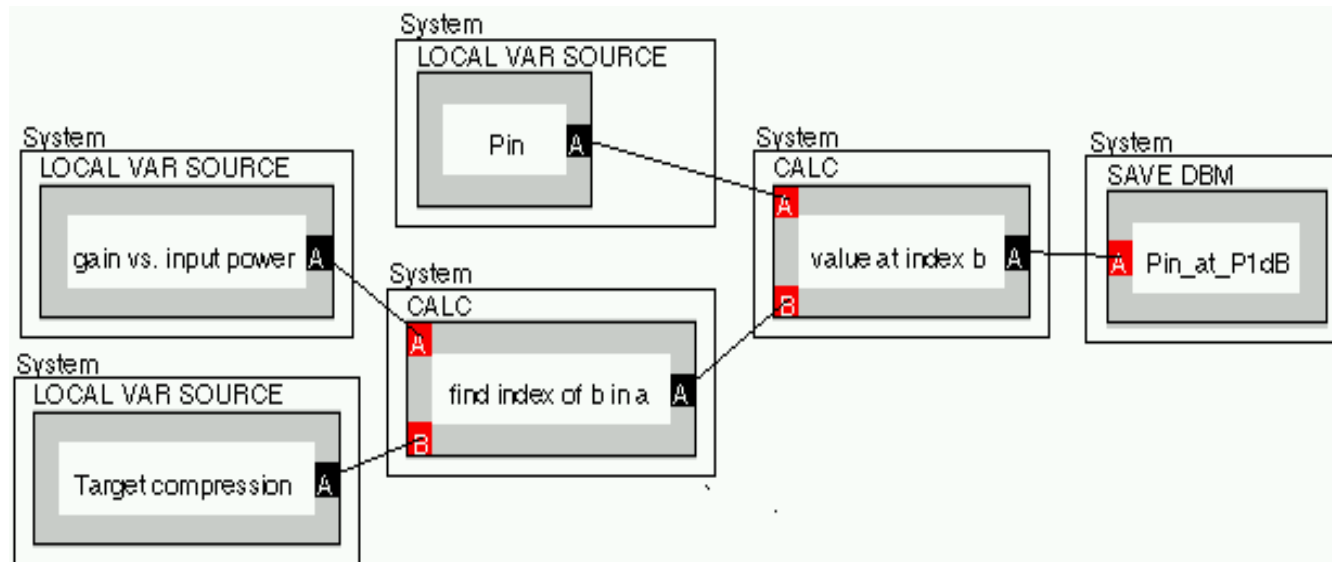 System
LOCAL VAR SOURCE
Pin
A
System
LOCAL VAR SOURCE
gain vs. input power
A
System
LOCAL VAR SOURCE
Target compression
A
System
CALC
A
find index of b in a
A
B
System
CALC
A
value at index b
A
B
System
SAVE DBM
A
Pin_at_P1dB